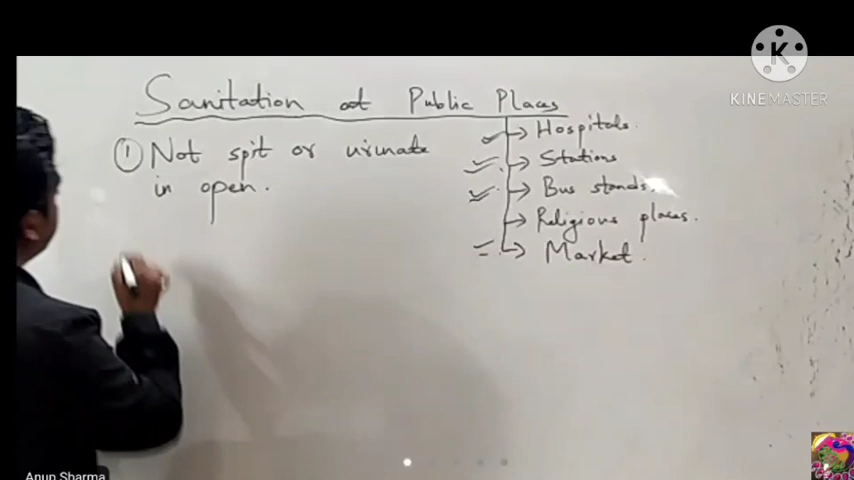 KINEMASTER
Sanitation at Public Places
① Not spit or urinate
in open.
→ Hospitals.
→ Stations
→ Bus stands.
→ Religious places.
→ Market.
Anup Sharma